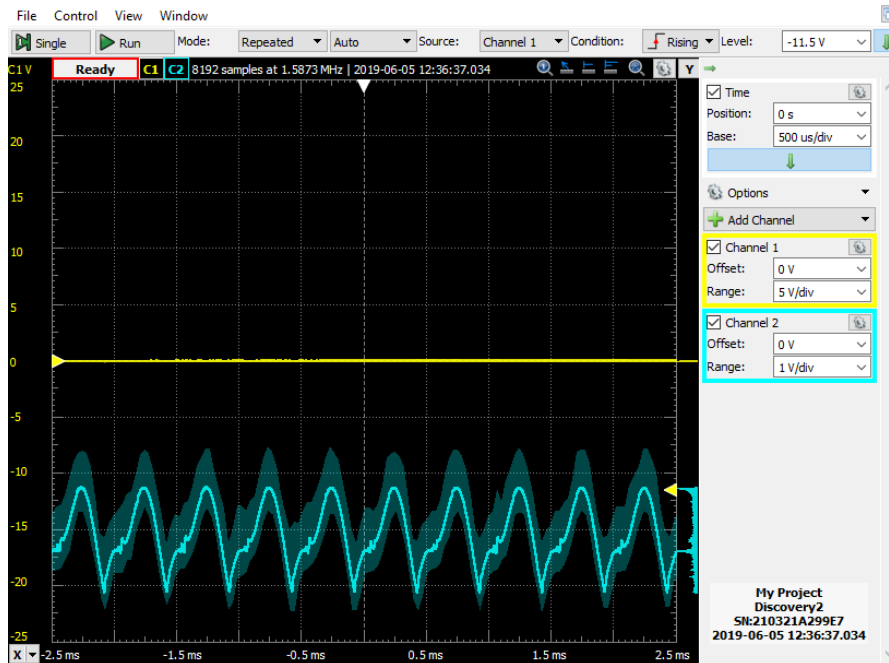 File Control View Window
Single Run Mode: Repeated Auto Source: Channel 1 Condition: Rising Level: -11.5 V
C1 V Ready C1 C2 8192 samples at 1.5873 MHz | 2019-06-05 12:36:37.034 Y
25
20
15
10
5
0
-5
-10
-15
-20
-25
X -2.5 ms -1.5 ms -0.5 ms 0.5 ms 1.5 ms 2.5 ms
Time
Position: 0 s
Base: 500 us/div
Options
Add Channel
Channel 1
Offset: 0 V
Range: 5 V/div
Channel 2
Offset: 0 V
Range: 1 V/div
My Project
Discovery2
SN:210321A299E7
2019-06-05 12:36:37.034